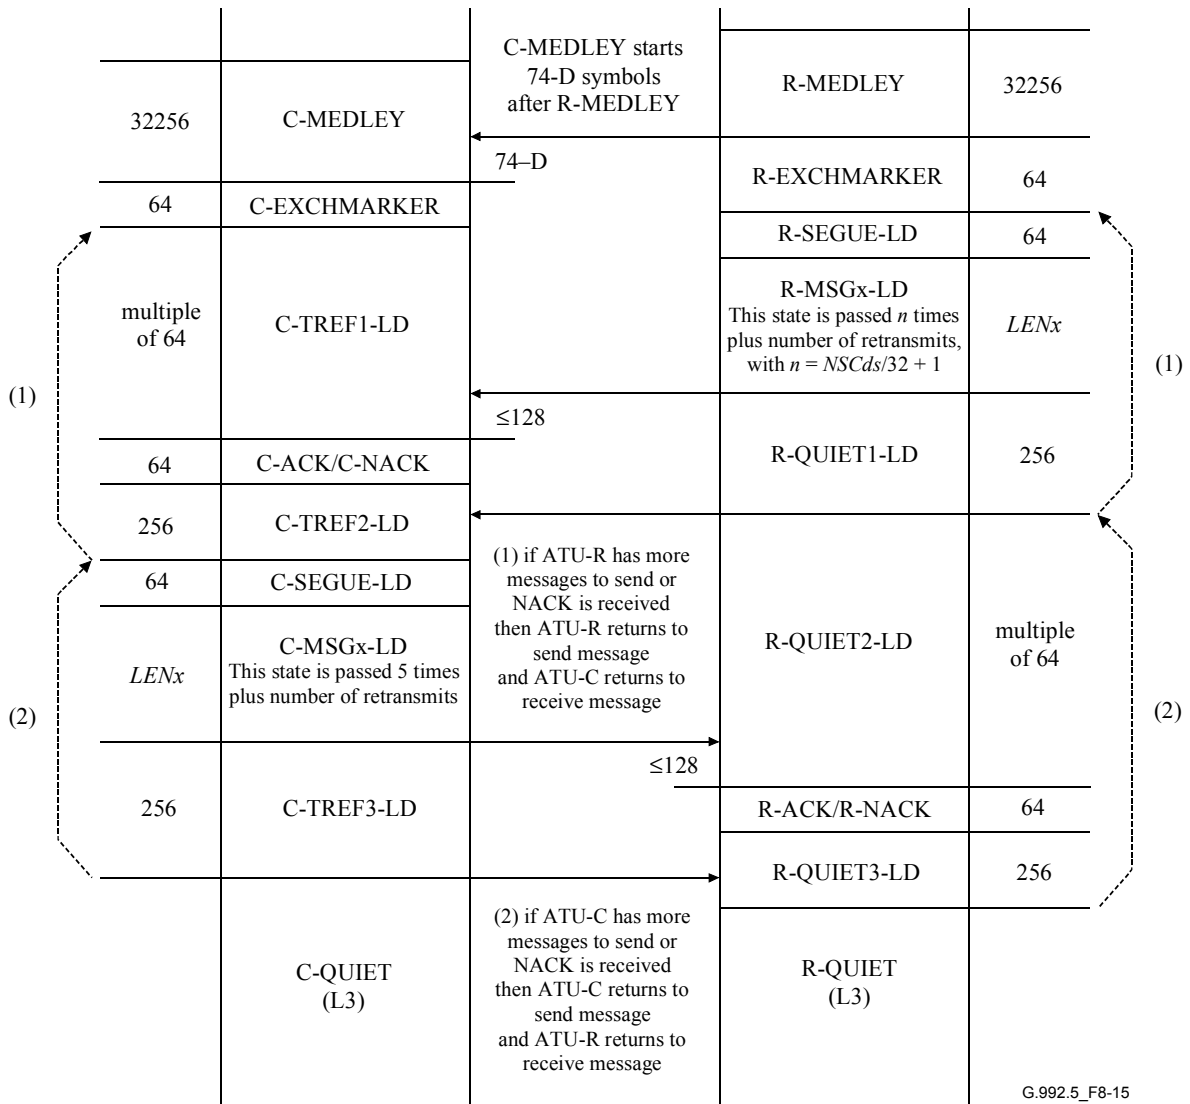 C-MEDLEY starts
74-D symbols
after R-MEDLEY
R-MEDLEY
32256
32256
C-MEDLEY
74–D
R-EXCHMARKER
64
64
C-EXCHMARKER
R-SEGUE-LD
64
multiple
of 64
C-TREF1-LD
R-MSGx-LD
This state is passed n times
plus number of retransmits,
with n = NSCds/32 + 1
LENx
(1)
(1)
≤128
64
C-ACK/C-NACK
R-QUIET1-LD
256
256
C-TREF2-LD
(1) if ATU-R has more
messages to send or
NACK is received
then ATU-R returns to
send message
and ATU-C returns to
receive message
64
C-SEGUE-LD
R-QUIET2-LD
multiple
of 64
LENx
C-MSGx-LD
This state is passed 5 times
plus number of retransmits
(2)
(2)
≤128
256
C-TREF3-LD
R-ACK/R-NACK
64
R-QUIET3-LD
256
(2) if ATU-C has more
messages to send or
NACK is received
then ATU-C returns to
send message
and ATU-R returns to
receive message
C-QUIET
(L3)
R-QUIET
(L3)
G.992.5_F8-15